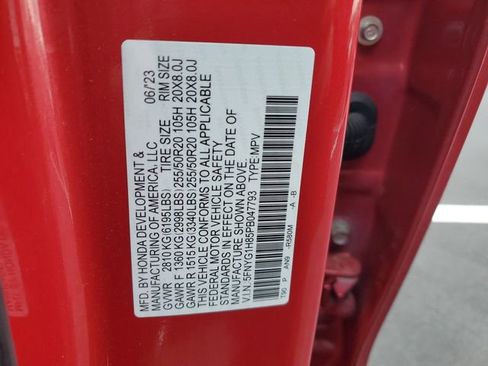 MFD. BY HONDA DEVELOPMENT & 06/23
MANUFACTURING OF AMERICA, LLC
GVWR 2810 KG(6195LBS) TIRE SIZE RIM SIZE
GAWR F 1360 KG(2998LBS) 255/50R20 105H 20X8.0J
GAWR R 1515 KG(3340LBS) 255/50R20 105H 20X8.0J
THIS VEHICLE CONFORMS TO ALL APPLICABLE
FEDERAL MOTOR VEHICLE SAFETY
STANDARDS IN EFFECT ON THE DATE OF
MANUFACTURE SHOWN ABOVE.
V.I.N. 5FNYG1H85PB047793 TYPE:MPV
T90 P AN9 -R580M -A -B